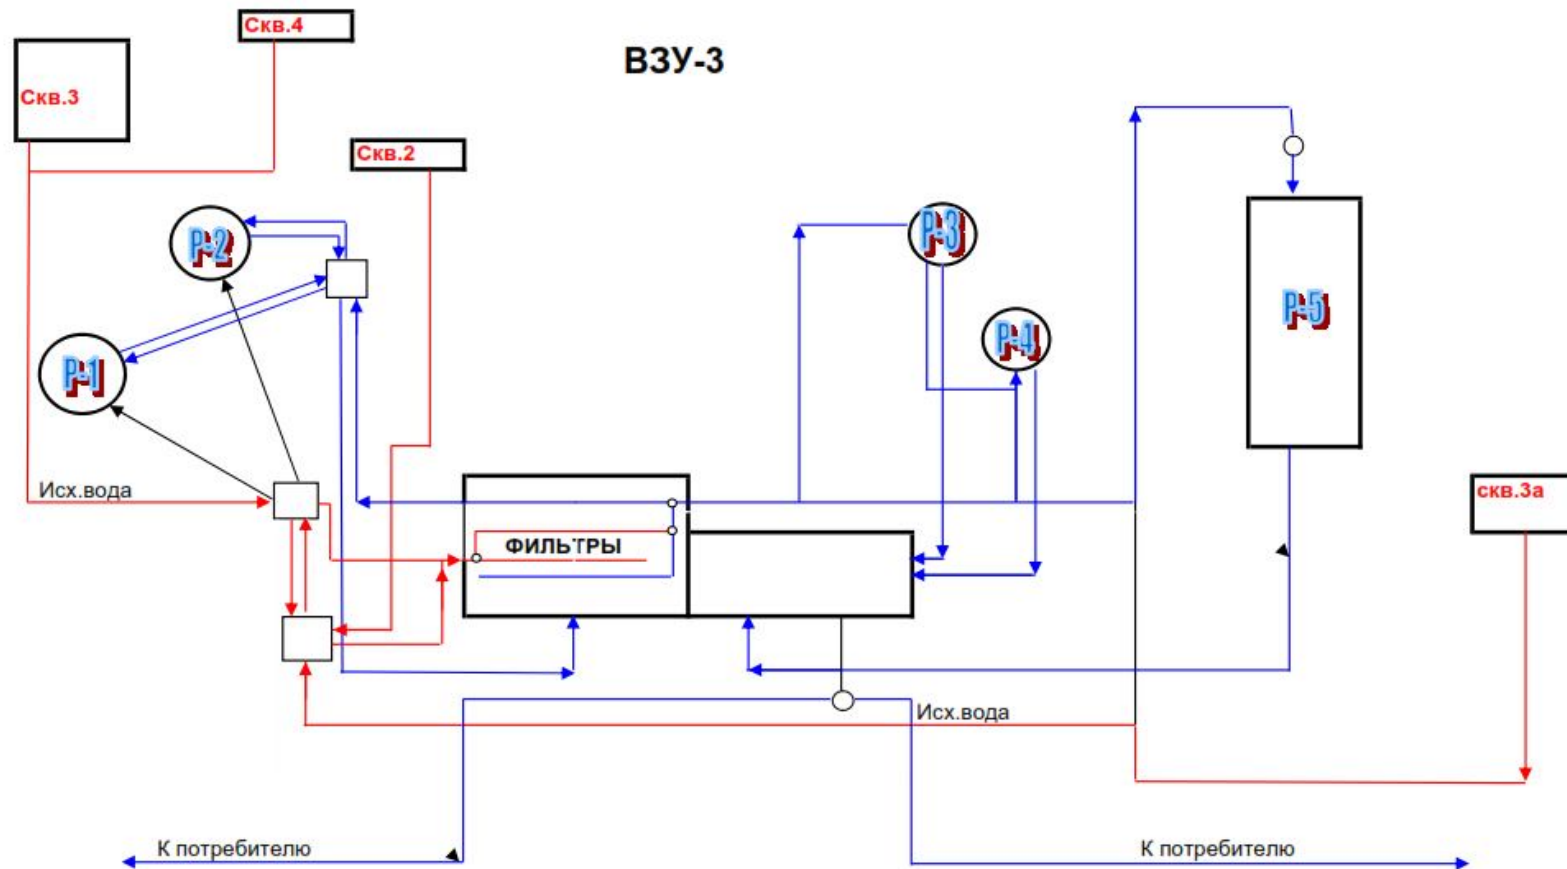 Скв.4
ВЗУ-3
Скв.3
Скв.2
Р-2
Р-3
Р-5
Р-4
Р-1
Исх.вода
скв.3а
ФИЛЬТРЫ
Исх.вода
К потребителю
К потребителю